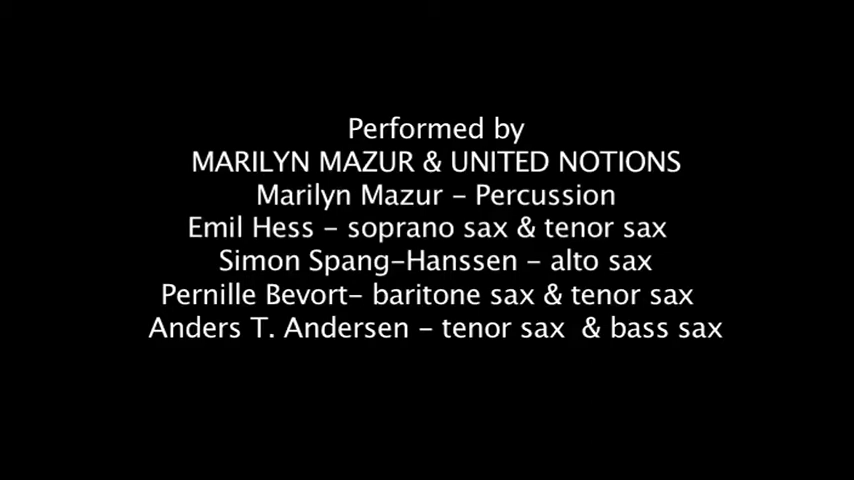 Performed by
MARILYN MAZUR & UNITED NOTIONS
Marilyn Mazur - Percussion
Emil Hess - soprano sax & tenor sax
Simon Spang-Hanssen - alto sax
Pernille Bevort- baritone sax & tenor sax
Anders T. Andersen - tenor sax & bass sax